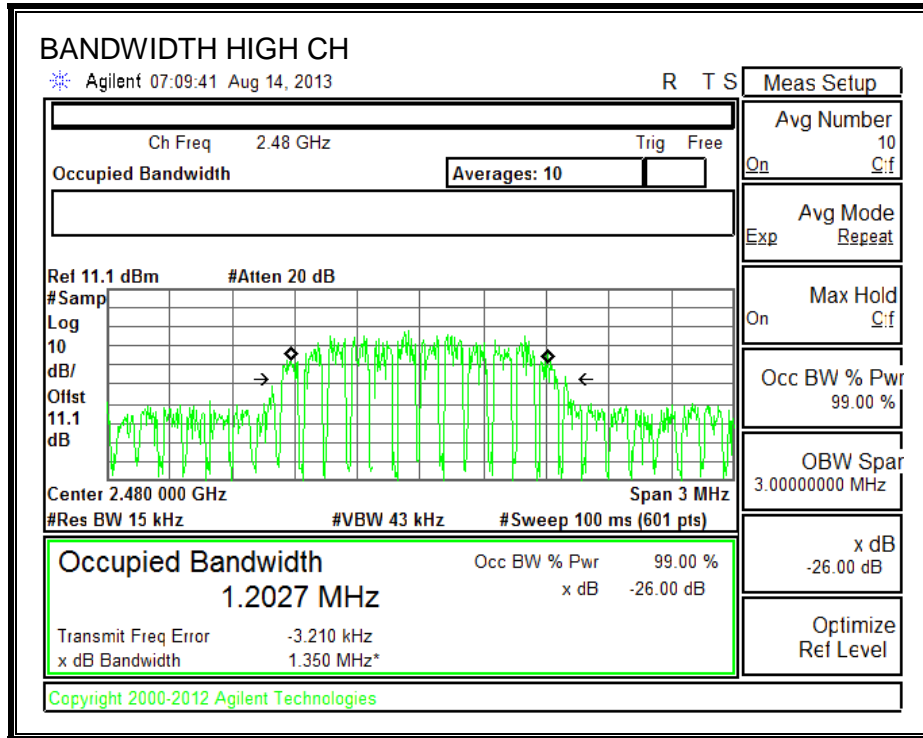 BANDWIDTH HIGH CH
Agilent 07:09:41 Aug 14, 2013 R T S
Meas Setup
Ch Freq 2.48 GHz Trig Free
Occupied Bandwidth Averages: 10
Ref 11.1 dBm #Atten 20 dB
#Samp
Log
10
dB/
Offst
11.1
dB
Center 2.480 000 GHz Span 3 MHz
#Res BW 15 kHz #VBW 43 kHz #Sweep 100 ms (601 pts)
Occupied Bandwidth Occ BW % Pwr 99.00 %
1.2027 MHz x dB -26.00 dB
Transmit Freq Error -3.210 kHz
x dB Bandwidth 1.350 MHz*
Copyright 2000-2012 Agilent Technologies
Avg Number
10
On Off
Avg Mode
Exp Repeat
Max Hold
On Off
Occ BW % Pwr
99.00 %
OBW Span
3.00000000 MHz
x dB
-26.00 dB
Optimize
Ref Level